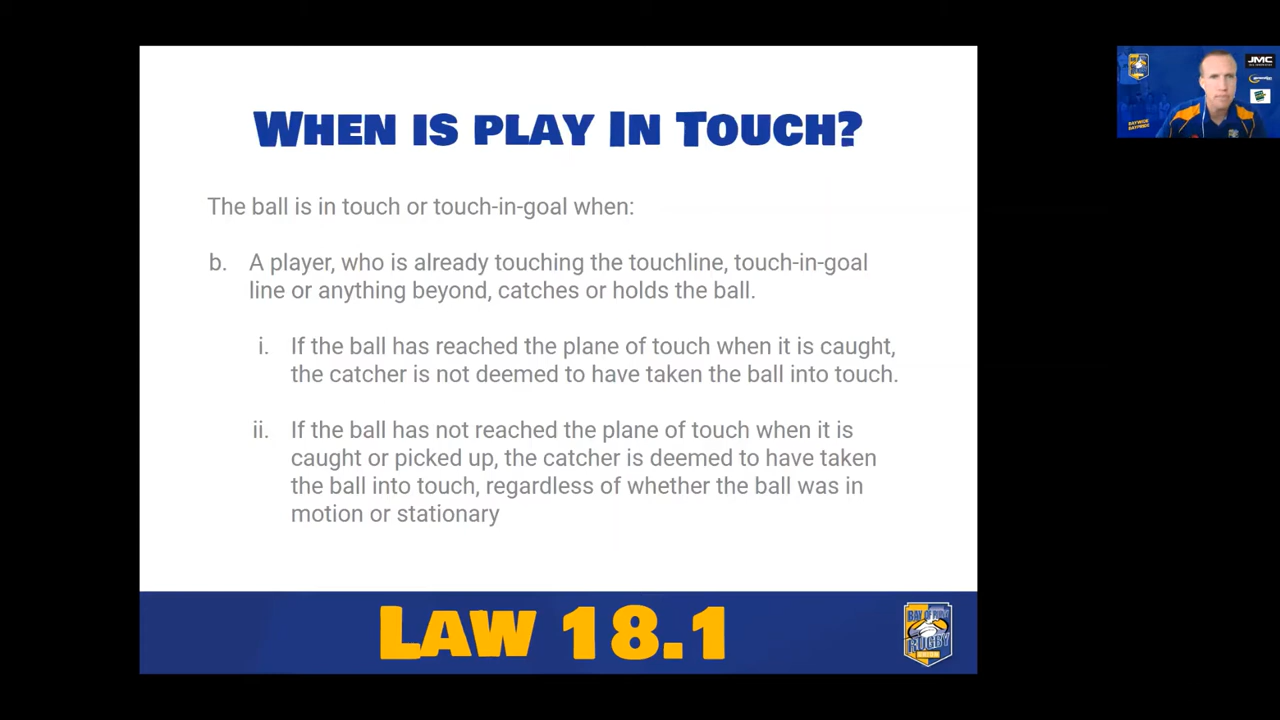 When is play In Touch?
The ball is in touch or touch-in-goal when:
b. A player, who is already touching the touchline, touch-in-goal
line or anything beyond, catches or holds the ball.
i. If the ball has reached the plane of touch when it is caught,
the catcher is not deemed to have taken the ball into touch.
ii. If the ball has not reached the plane of touch when it is
caught or picked up, the catcher is deemed to have taken
the ball into touch, regardless of whether the ball was in
motion or stationary
Law 18.1
RUGBY
JMC